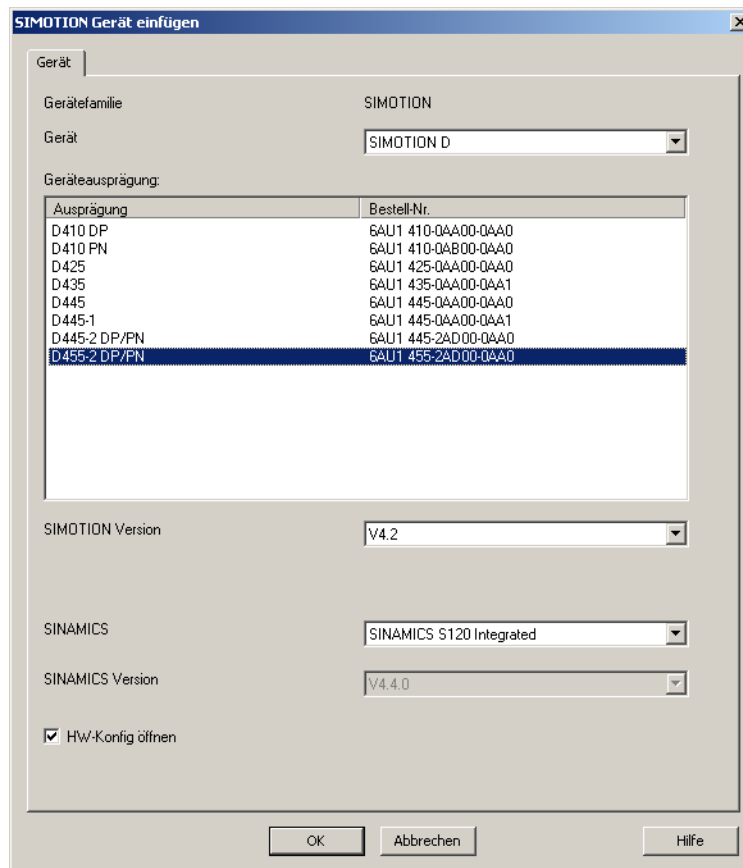 SIMOTION Gerät einfügen
Gerät
Gerätefamilie SIMOTION
Gerät SIMOTION D
Geräteausprägung:
Ausprägung Bestell-Nr.
D410 DP 6AU1 410-0AA00-0AA0
D410 PN 6AU1 410-0AB00-0AA0
D425 6AU1 425-0AA00-0AA0
D435 6AU1 435-0AA00-0AA1
D445 6AU1 445-0AA00-0AA0
D445-1 6AU1 445-0AA00-0AA1
D445-2 DP/PN 6AU1 445-2AD00-0AA0
D455-2 DP/PN 6AU1 455-2AD00-0AA0
SIMOTION Version V4.2
SINAMICS SINAMICS S120 Integrated
SINAMICS Version V4.4.0
HW-Konfig öffnen
OK Abbrechen Hilfe